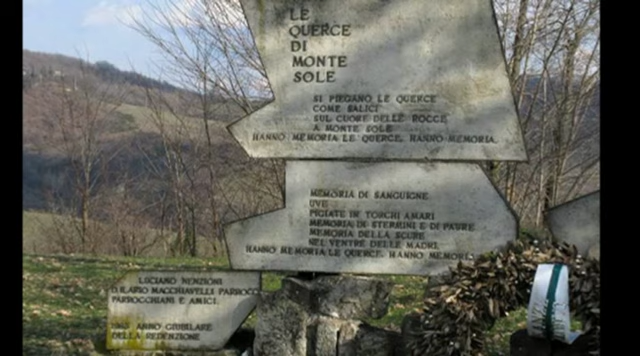 LE
QUERCE
DI
MONTE
SOLE
SI PIEGANO LE QUERCE
COME SALICI
SUL CUORE DELLE ROCCE
A MONTE SOLE
HANNO MEMORIA LE QUERCE, HANNO MEMORIA.
MEMORIA DI SANGUIGNE
UVE
PIGIATE IN TORCHI AMARI
MEMORIA DI STERMINI E DI PAURE
MEMORIA DELLA SCURE
NEL VENTRE DELLE MADRI.
HANNO MEMORIA LE QUERCE, HANNO MEMORIA
LUCIANO NENZIONI
D. ILARIO MACCHIAVELLI PARROCO
PARROCCHIANI E AMICI.
ANNO GIUBILARE
DELLA REDENZIONE